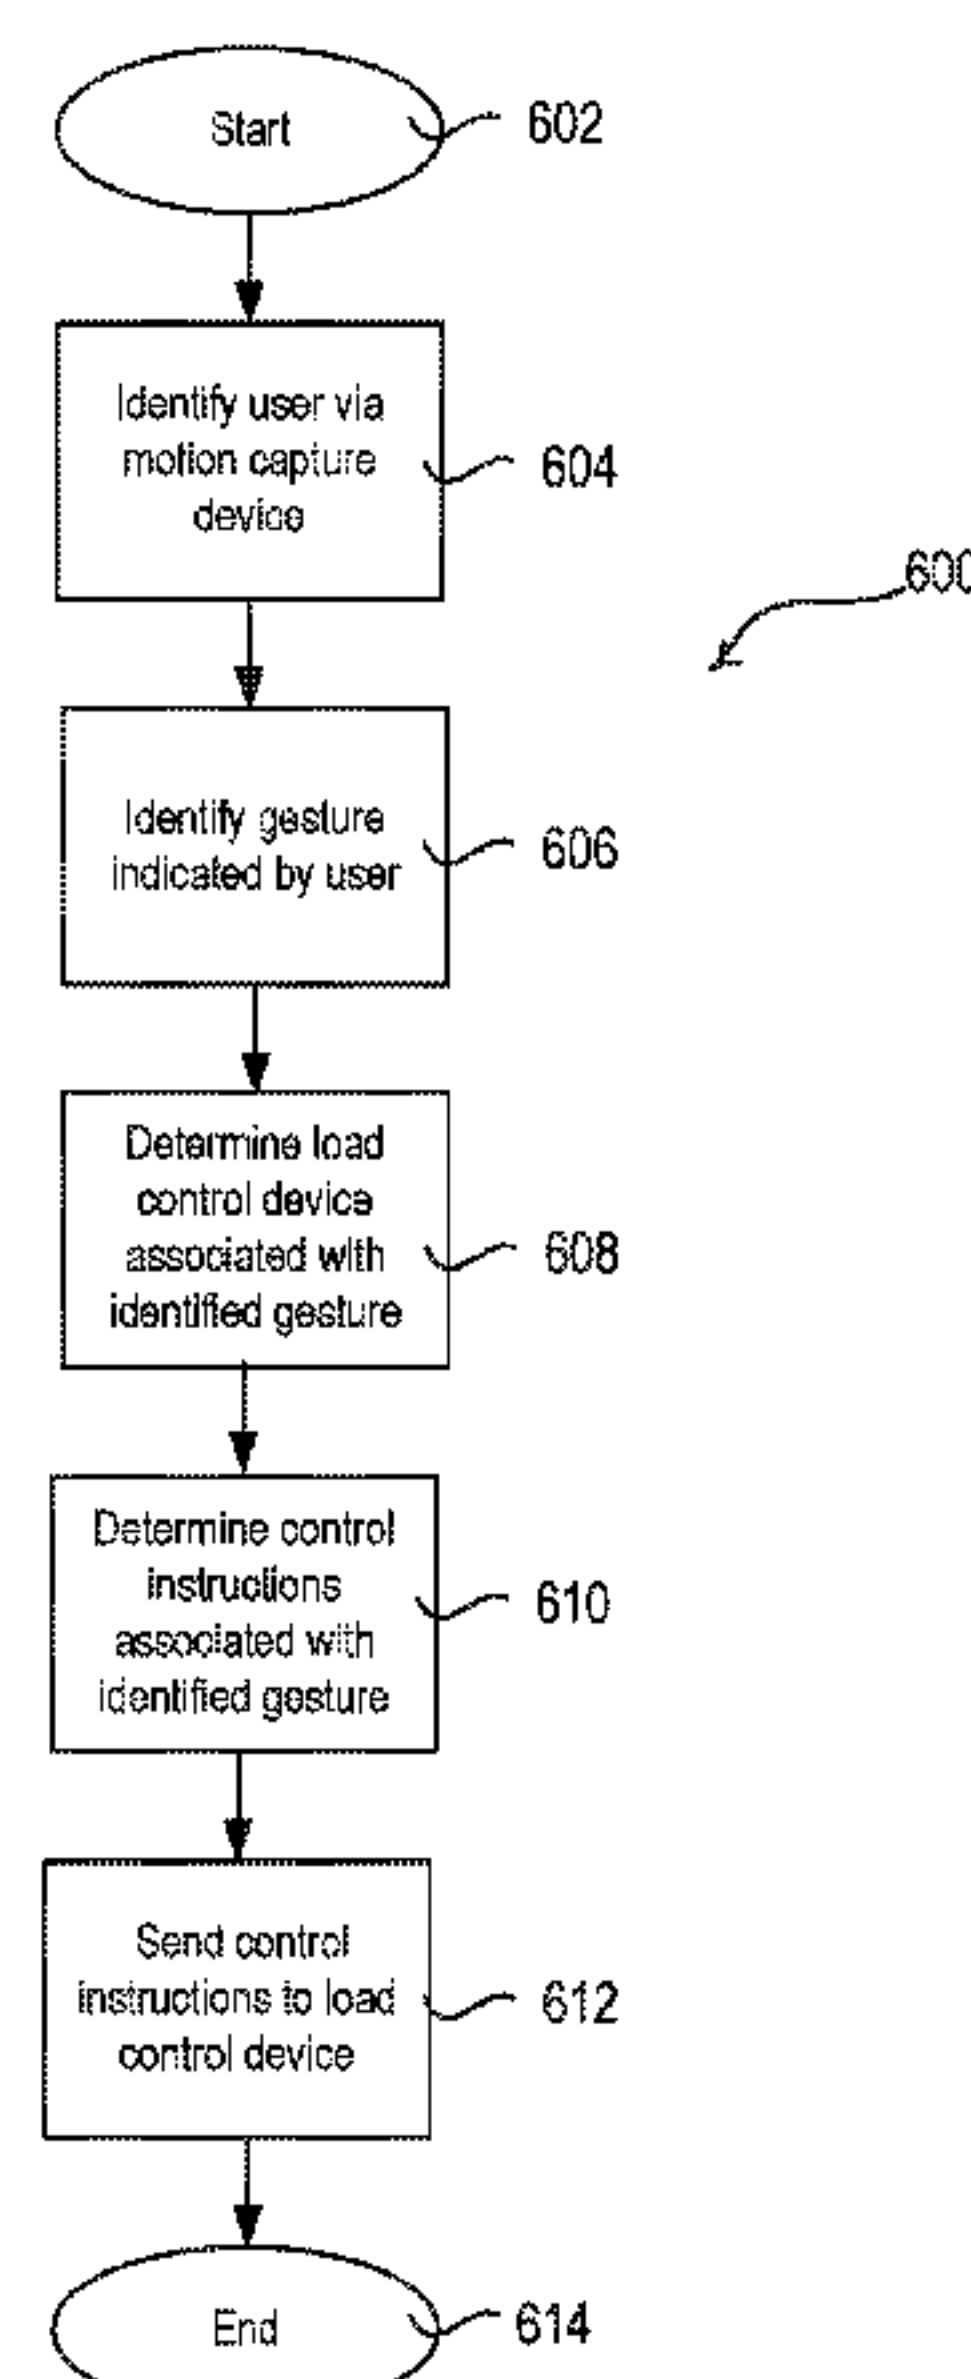 Start
602
Identify user via
motion capture
device
604
600
Identify gesture
indicated by user
606
Determine load
control device
associated with
identified gesture
608
Determine control
instructions
associated with
identified gesture
610
Send control
instructions to load
control device
612
End
614